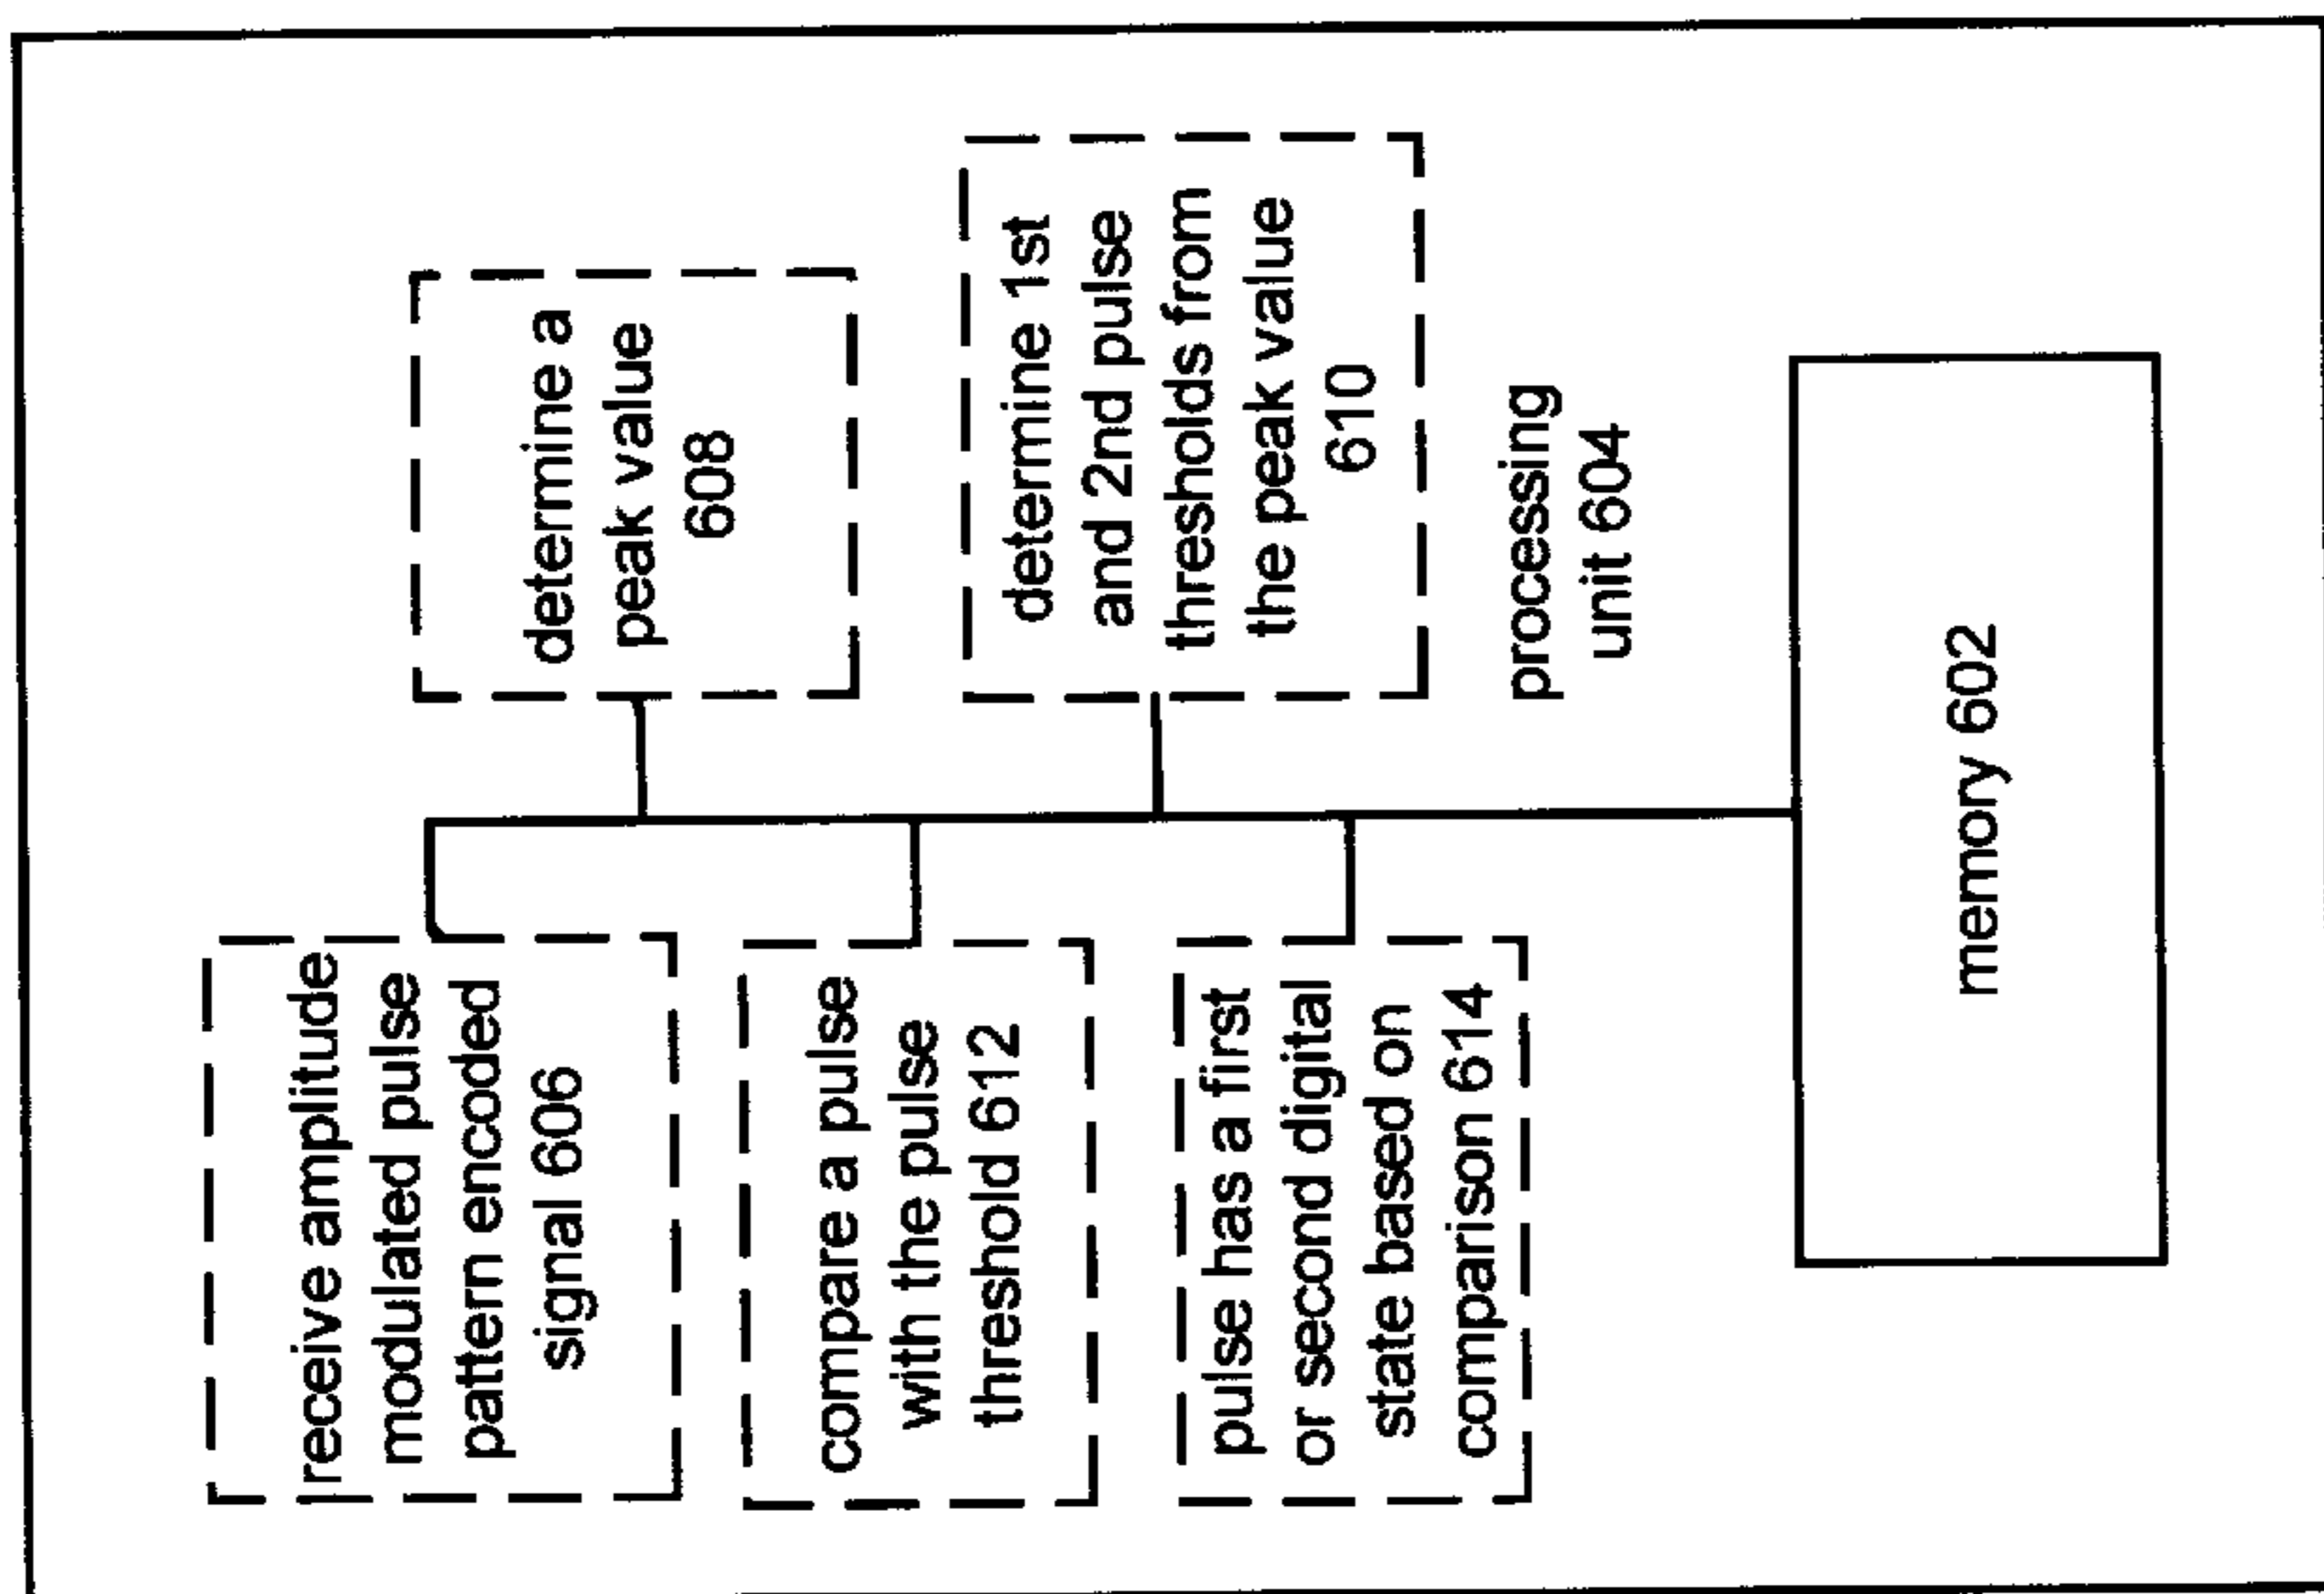 receive amplitude
modulated pulse
pattern encoded
signal 606
determine a
peak value
608
compare a pulse
with the pulse
threshold 612
determine 1st
and 2nd pulse
thresholds from
the peak value
610
pulse has a first
or second digital
state based on
comparison 614
processing
unit 604
memory 602